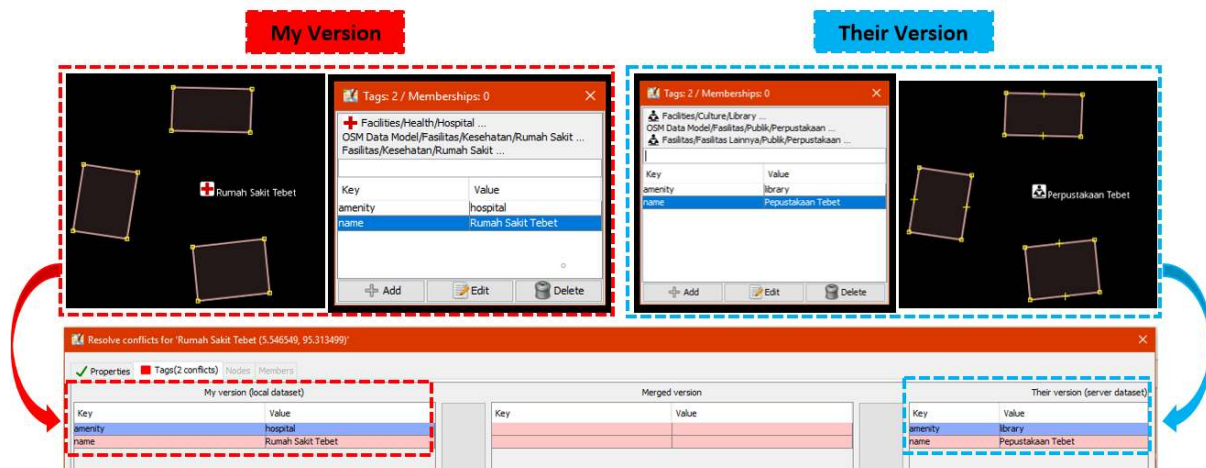 My Version
Their Version
Rumah Sakit Tebet
Tags: 2 / Memberships: 0
Facilities/Health/Hospital ...
OSM Data Model/Fasilitas/Kesehatan/Rumah Sakit ...
Fasilitas/Kesehatan/Rumah Sakit ...
Key Value
amenity hospital
name Rumah Sakit Tebet
Add Edit Delete
Tags: 2 / Memberships: 0
Facilities/Culture/Library ...
OSM Data Model/Fasilitas/Publik/Perpustakaan ...
Fasilitas/Fasilitas Lainnya/Publik/Perpustakaan ...
Key Value
amenity library
name Pepustakaan Tebet
Add Edit Delete
Perpustakaan Tebet
Resolve conflicts for 'Rumah Sakit Tebet (5.546549, 95.313499)'
Properties Tags(2 conflicts) Nodes Members
My version (local dataset) Merged version Their version (server dataset)
Key Value Key Value Key Value
amenity hospital amenity library
name Rumah Sakit Tebet name Pepustakaan Tebet